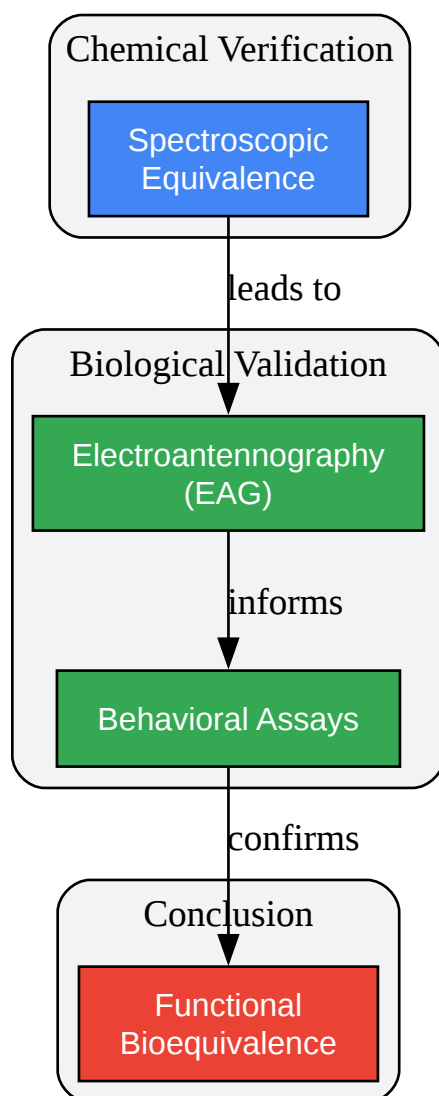 Chemical Verification
Spectroscopic
Equivalence
leads to
Biological Validation
Electroantennography
(EAG)
informs
Behavioral Assays
confirms
Conclusion
Functional
Bioequivalence